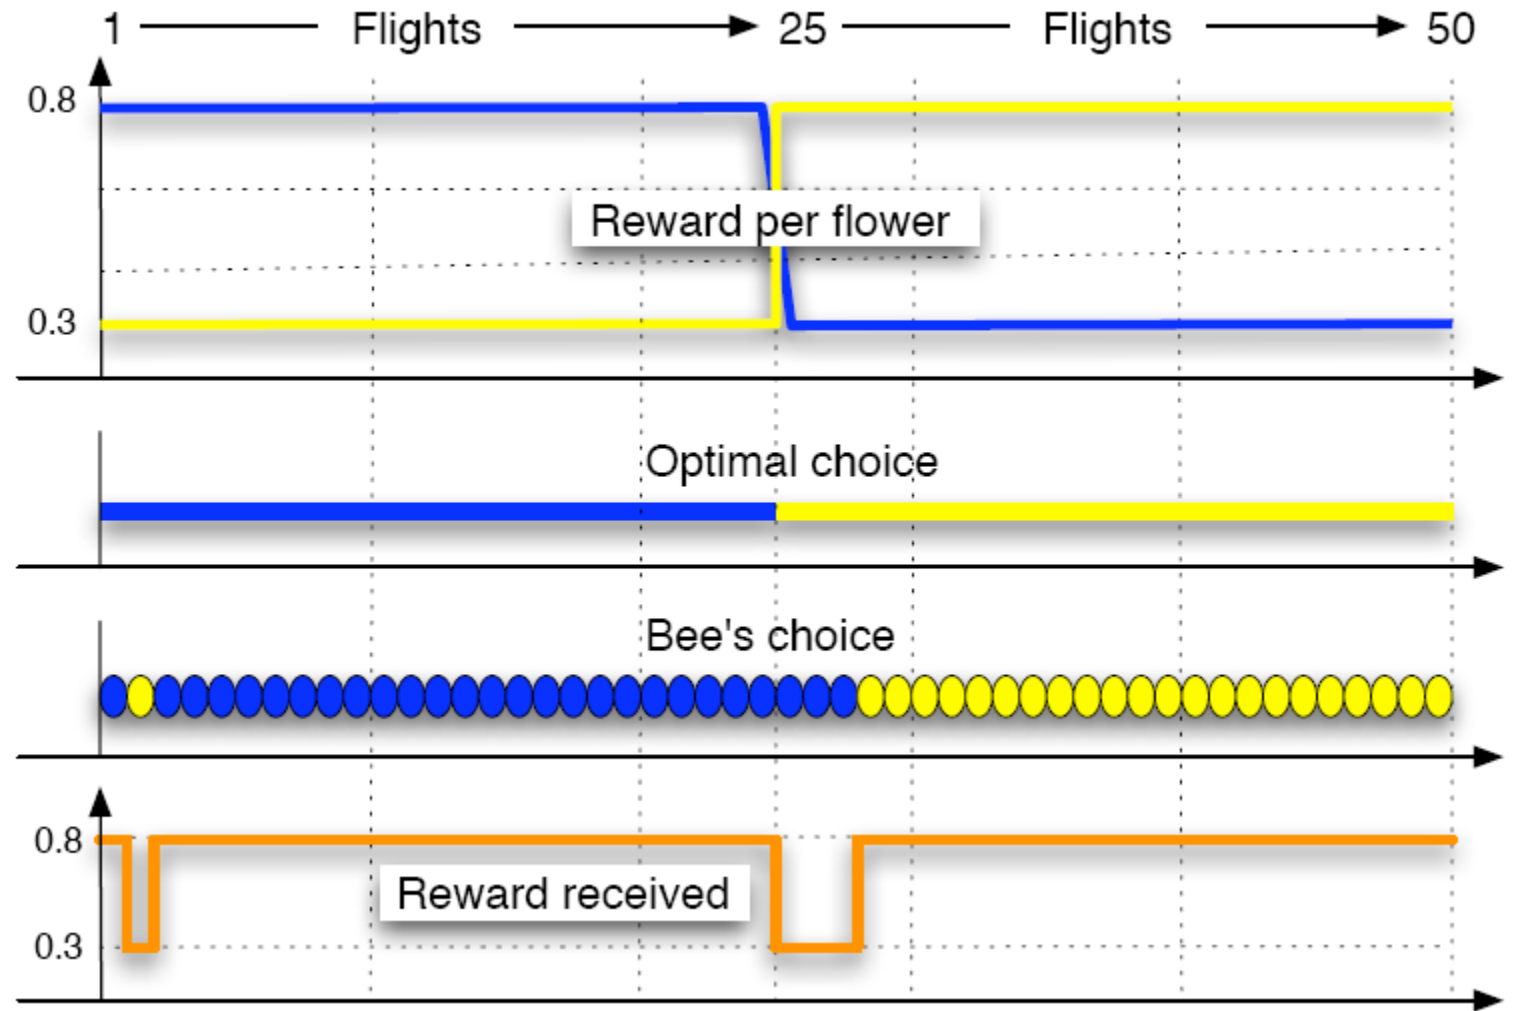 1 Flights 25 Flights 50
0.8
Reward per flower
0.3
Optimal choice
Bee's choice
0.8
Reward received
0.3